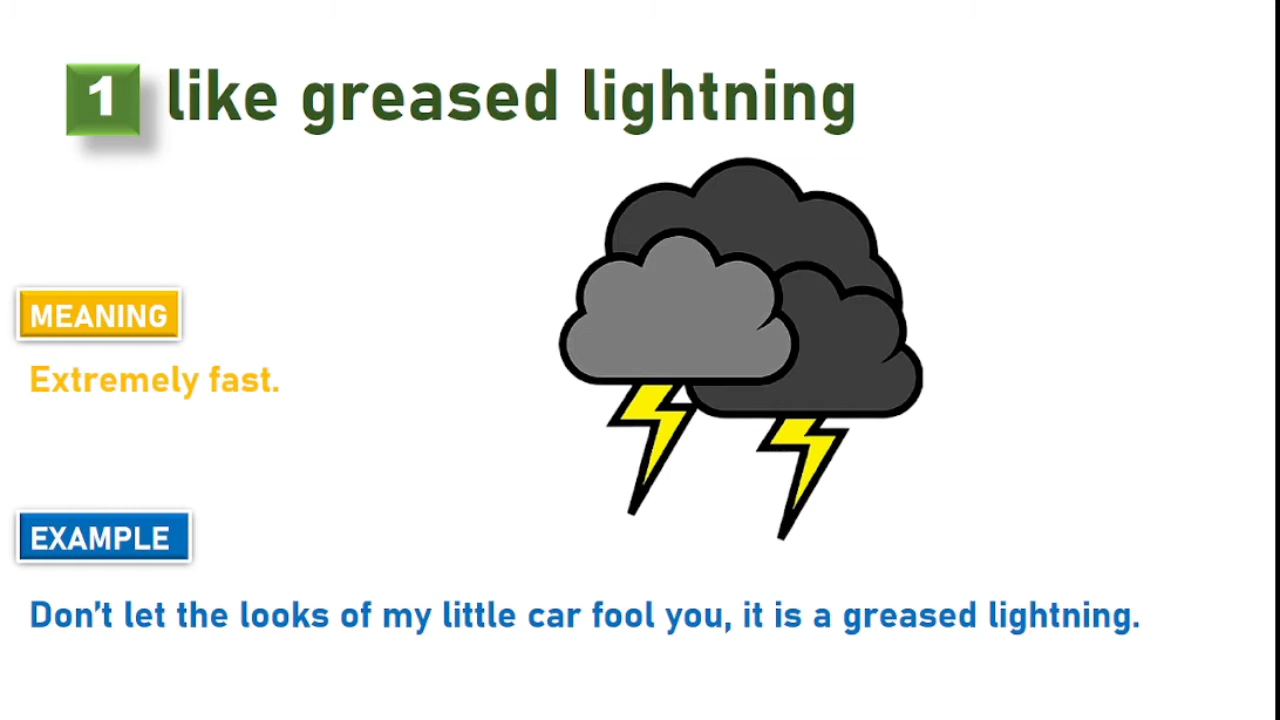 1 like greased lightning
MEANING
Extremely fast.
EXAMPLE
Don't let the looks of my little car fool you, it is a greased lightning.